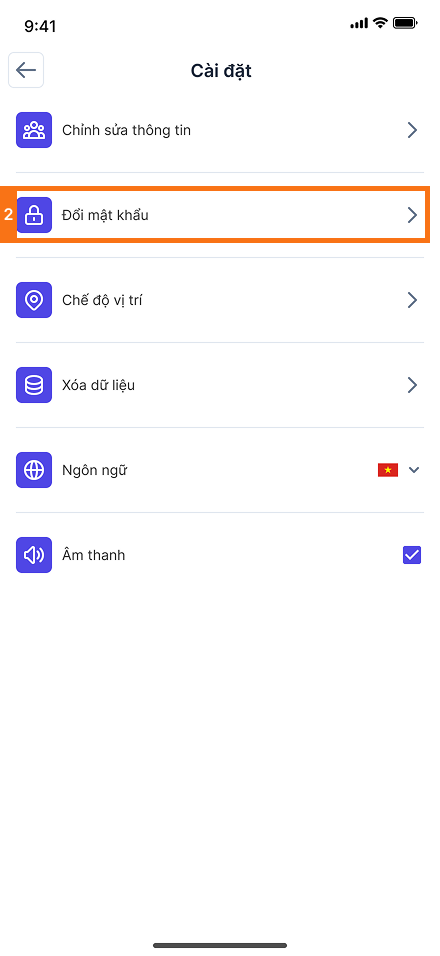 9:41
Cài đặt
Chỉnh sửa thông tin
2
Đổi mật khẩu
Chế độ vị trí
Xóa dữ liệu
Ngôn ngữ
Âm thanh